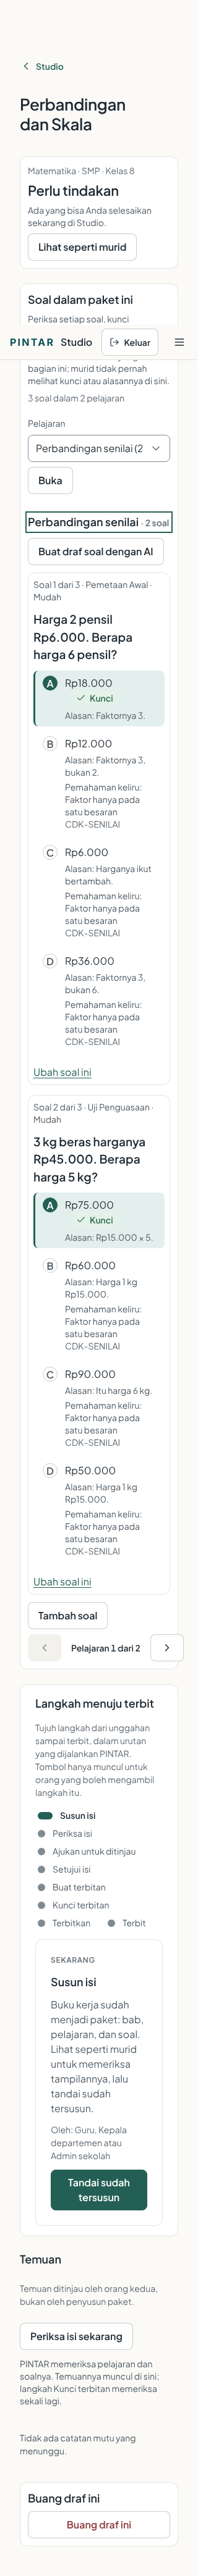 Studio
Perbandingan
dan Skala
Matematika · SMP · Kelas 8
Perlu tindakan
Ada yang bisa Anda selesaikan
sekarang di Studio.
Lihat seperti murid
Soal dalam paket ini
Periksa setiap soal, kunci
PINTAR Studio Keluar
bagian ini; murid tidak pernah
melihat kunci atau alasannya di sini.
3 soal dalam 2 pelajaran
Pelajaran
Perbandingan senilai (2
Buka
Perbandingan senilai · 2 soal
Buat draf soal dengan AI
Soal 1 dari 3 · Pemetaan Awal ·
Mudah
Harga 2 pensil
Rp6.000. Berapa
harga 6 pensil?
A Rp18.000
Kunci
Alasan: Faktornya 3.
B Rp12.000
Alasan: Faktornya 3,
bukan 2.
Pemahaman keliru:
Faktor hanya pada
satu besaran
CDK-SENILAI
C Rp6.000
Alasan: Harganya ikut
bertambah.
Pemahaman keliru:
Faktor hanya pada
satu besaran
CDK-SENILAI
D Rp36.000
Alasan: Faktornya 3,
bukan 6.
Pemahaman keliru:
Faktor hanya pada
satu besaran
CDK-SENILAI
Ubah soal ini
Soal 2 dari 3 · Uji Penguasaan ·
Mudah
3 kg beras harganya
Rp45.000. Berapa
harga 5 kg?
A Rp75.000
Kunci
Alasan: Rp15.000 × 5.
B Rp60.000
Alasan: Harga 1 kg
Rp15.000.
Pemahaman keliru:
Faktor hanya pada
satu besaran
CDK-SENILAI
C Rp90.000
Alasan: Itu harga 6 kg.
Pemahaman keliru:
Faktor hanya pada
satu besaran
CDK-SENILAI
D Rp50.000
Alasan: Harga 1 kg
Rp15.000.
Pemahaman keliru:
Faktor hanya pada
satu besaran
CDK-SENILAI
Ubah soal ini
Tambah soal
Pelajaran 1 dari 2
Langkah menuju terbit
Tujuh langkah dari unggahan
sampai terbit, dalam urutan
yang dijalankan PINTAR.
Tombol hanya muncul untuk
orang yang boleh mengambil
langkah itu.
Susun isi
Periksa isi
Ajukan untuk ditinjau
Setujui isi
Buat terbitan
Kunci terbitan
Terbitkan Terbit
SEKARANG
Susun isi
Buku kerja sudah
menjadi paket: bab,
pelajaran, dan soal.
Lihat seperti murid
untuk memeriksa
tampilannya, lalu
tandai sudah
tersusun.
Oleh: Guru, Kepala
departemen atau
Admin sekolah
Tandai sudah
tersusun
Temuan
Temuan ditinjau oleh orang kedua,
bukan oleh penyusun paket.
Periksa isi sekarang
PINTAR memeriksa pelajaran dan
soalnya. Temuannya muncul di sini;
langkah Kunci terbitan memeriksa
sekali lagi.
Tidak ada catatan mutu yang
menunggu.
Buang draf ini
Buang draf ini